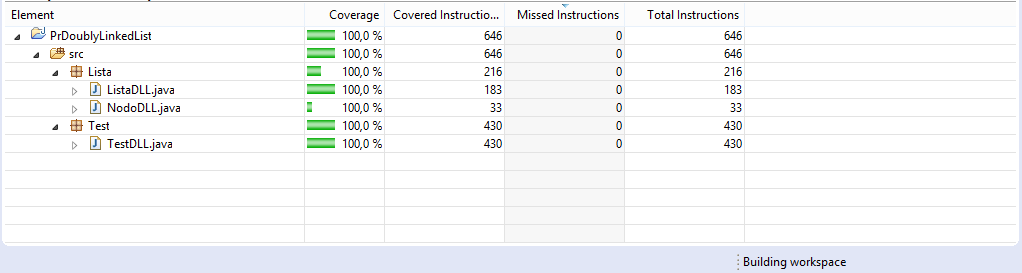 Element Coverage Covered Instructio... Missed Instructions Total Instructions
PrDoublyLinkedList 100,0 % 646 0 646
src 100,0 % 646 0 646
Lista 100,0 % 216 0 216
ListaDLL.java 100,0 % 183 0 183
NodoDLL.java 100,0 % 33 0 33
Test 100,0 % 430 0 430
TestDLL.java 100,0 % 430 0 430
Building workspace